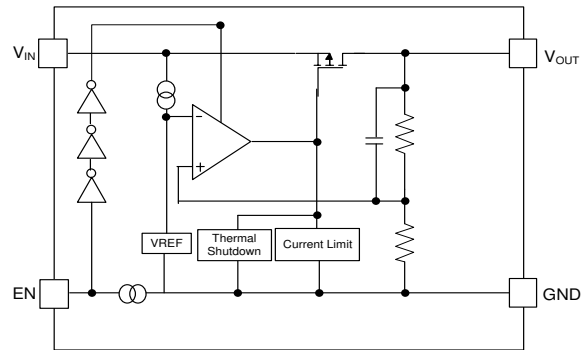 VIN
VOUT
−
+
VREF
Thermal
Shutdown
Current Limit
EN
GND